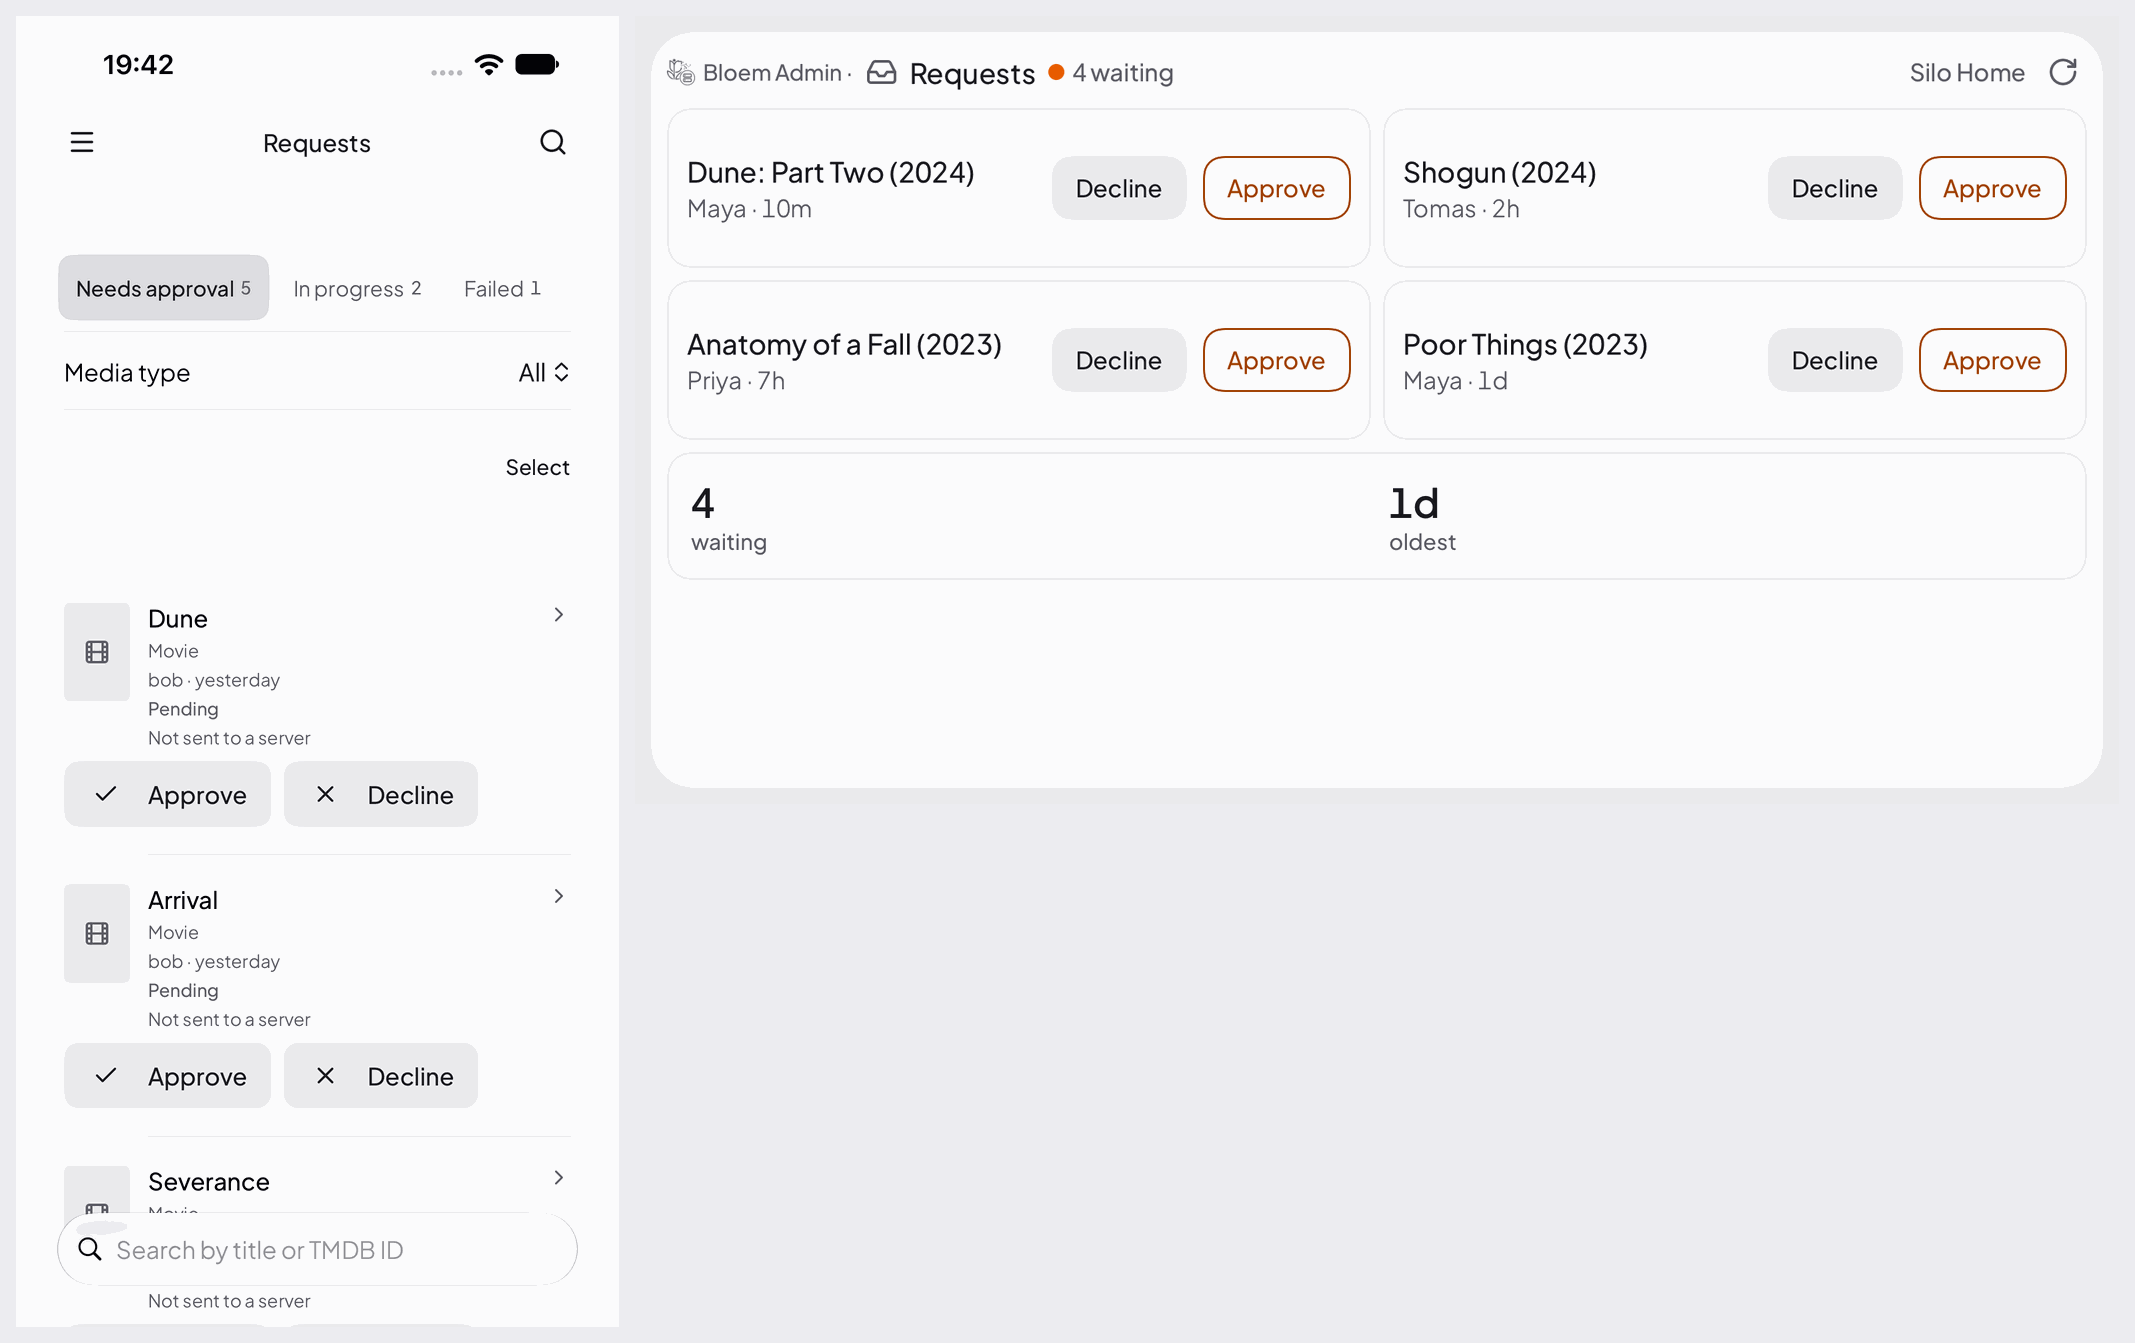 19:42
Requests
Needs approval 5
In progress 2
Failed 1
Media type
All
Select
Dune
Movie
bob · yesterday
Pending
Not sent to a server
Approve
Decline
Arrival
Movie
bob · yesterday
Pending
Not sent to a server
Approve
Decline
Severance
Movie
Search by title or TMDB ID
Not sent to a server
Bloem Admin · Requests 4 waiting
Silo Home
Dune: Part Two (2024)
Maya · 10m
Decline
Approve
Shogun (2024)
Tomas · 2h
Decline
Approve
Anatomy of a Fall (2023)
Priya · 7h
Decline
Approve
Poor Things (2023)
Maya · 1d
Decline
Approve
4
waiting
1d
oldest